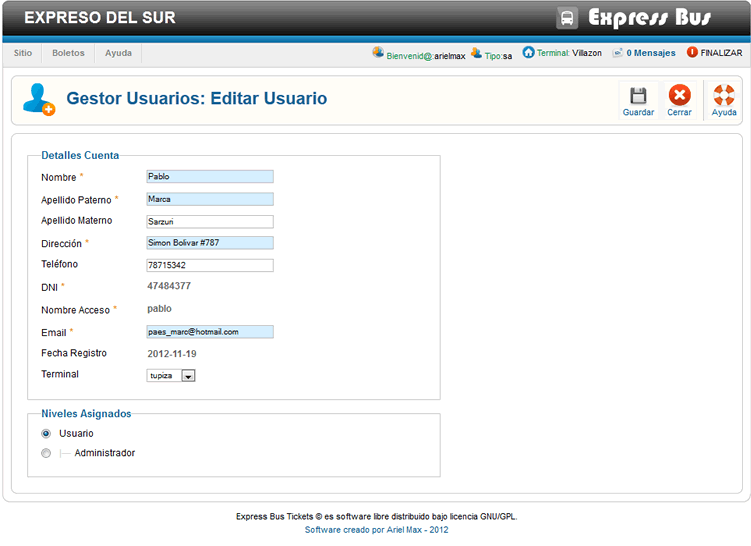 EXPRESO DEL SUR
Express Bus
Sitio Boletos Ayuda Bienvenid@:arielmax Tipo:sa Terminal: Villazon 0 Mensajes FINALIZAR
Gestor Usuarios: Editar Usuario
Guardar Cerrar Ayuda
Detalles Cuenta
Nombre * Pablo
Apellido Paterno * Marca
Apellido Materno Sarzuri
Dirección * Simon Bolivar #787
Teléfono 78715342
DNI * 47484377
Nombre Acceso * pablo
Email * paes_marc@hotmail.com
Fecha Registro 2012-11-19
Terminal tupiza
Niveles Asignados
Usuario
Administrador
Express Bus Tickets © es software libre distribuido bajo licencia GNU/GPL.
Software creado por Ariel Max - 2012